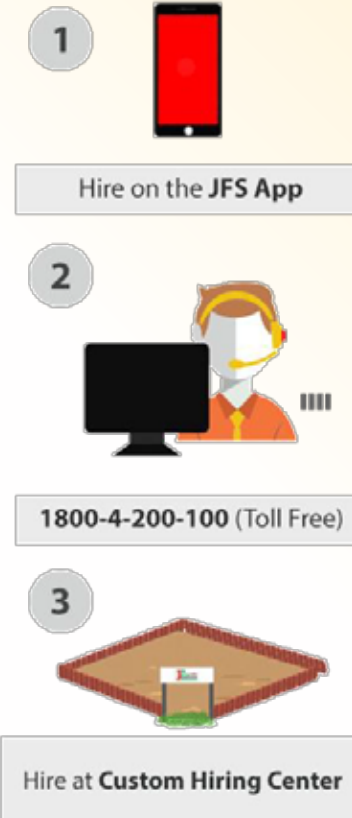 1
Hire on the JFS App
2
1800-4-200-100 (Toll Free)
3
Hire at Custom Hiring Center